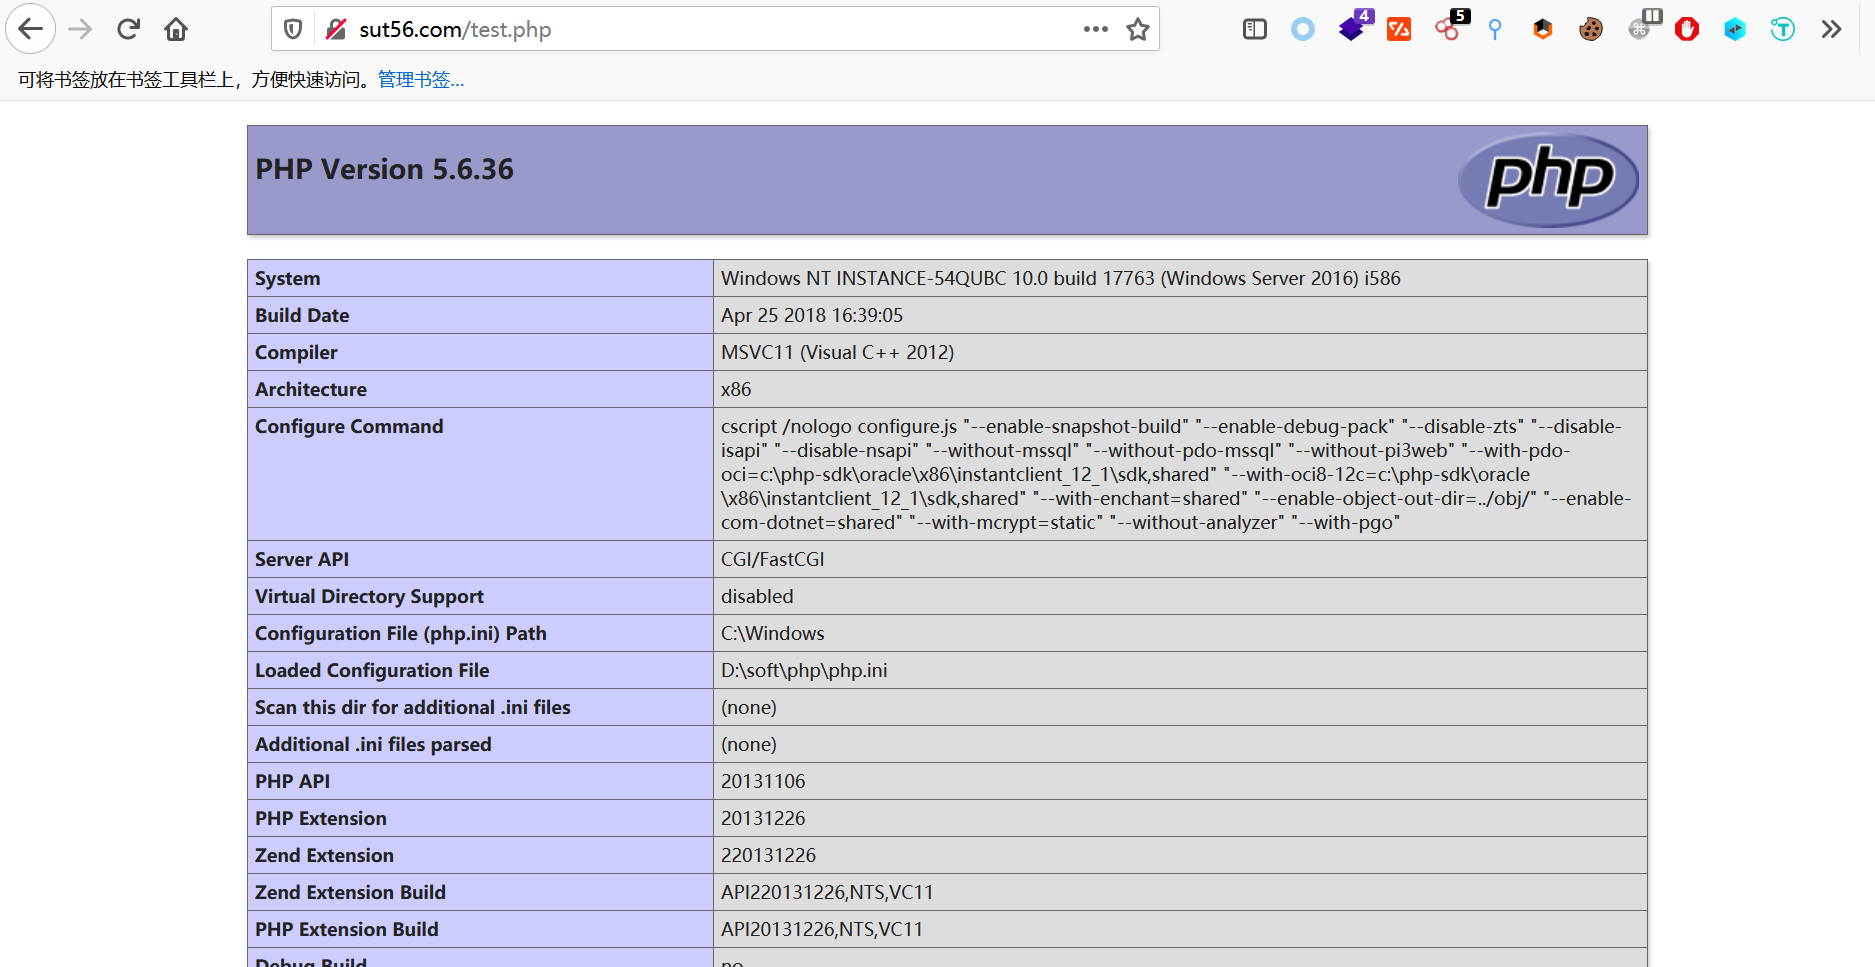 sut56.com/test.php
4
5
可将书签放在书签工具栏上，方便快速访问。管理书签...
PHP Version 5.6.36
php
System Windows NT INSTANCE-54QUBC 10.0 build 17763 (Windows Server 2016) i586
Build Date Apr 25 2018 16:39:05
Compiler MSVC11 (Visual C++ 2012)
Architecture x86
Configure Command cscript /nologo configure.js "--enable-snapshot-build" "--enable-debug-pack" "--disable-zts" "--disable-
isapi" "--disable-nsapi" "--without-mssql" "--without-pdo-mssql" "--without-pi3web" "--with-pdo-
oci=c:\php-sdk\oracle\x86\instantclient_12_1\sdk,shared" "--with-oci8-12c=c:\php-sdk\oracle
\x86\instantclient_12_1\sdk,shared" "--with-enchant=shared" "--enable-object-out-dir=../obj/" "--enable-
com-dotnet=shared" "--with-mcrypt=static" "--without-analyzer" "--with-pgo"
Server API CGI/FastCGI
Virtual Directory Support disabled
Configuration File (php.ini) Path C:\Windows
Loaded Configuration File D:\soft\php\php.ini
Scan this dir for additional .ini files (none)
Additional .ini files parsed (none)
PHP API 20131106
PHP Extension 20131226
Zend Extension 220131226
Zend Extension Build API220131226,NTS,VC11
PHP Extension Build API20131226,NTS,VC11
Debug Build no